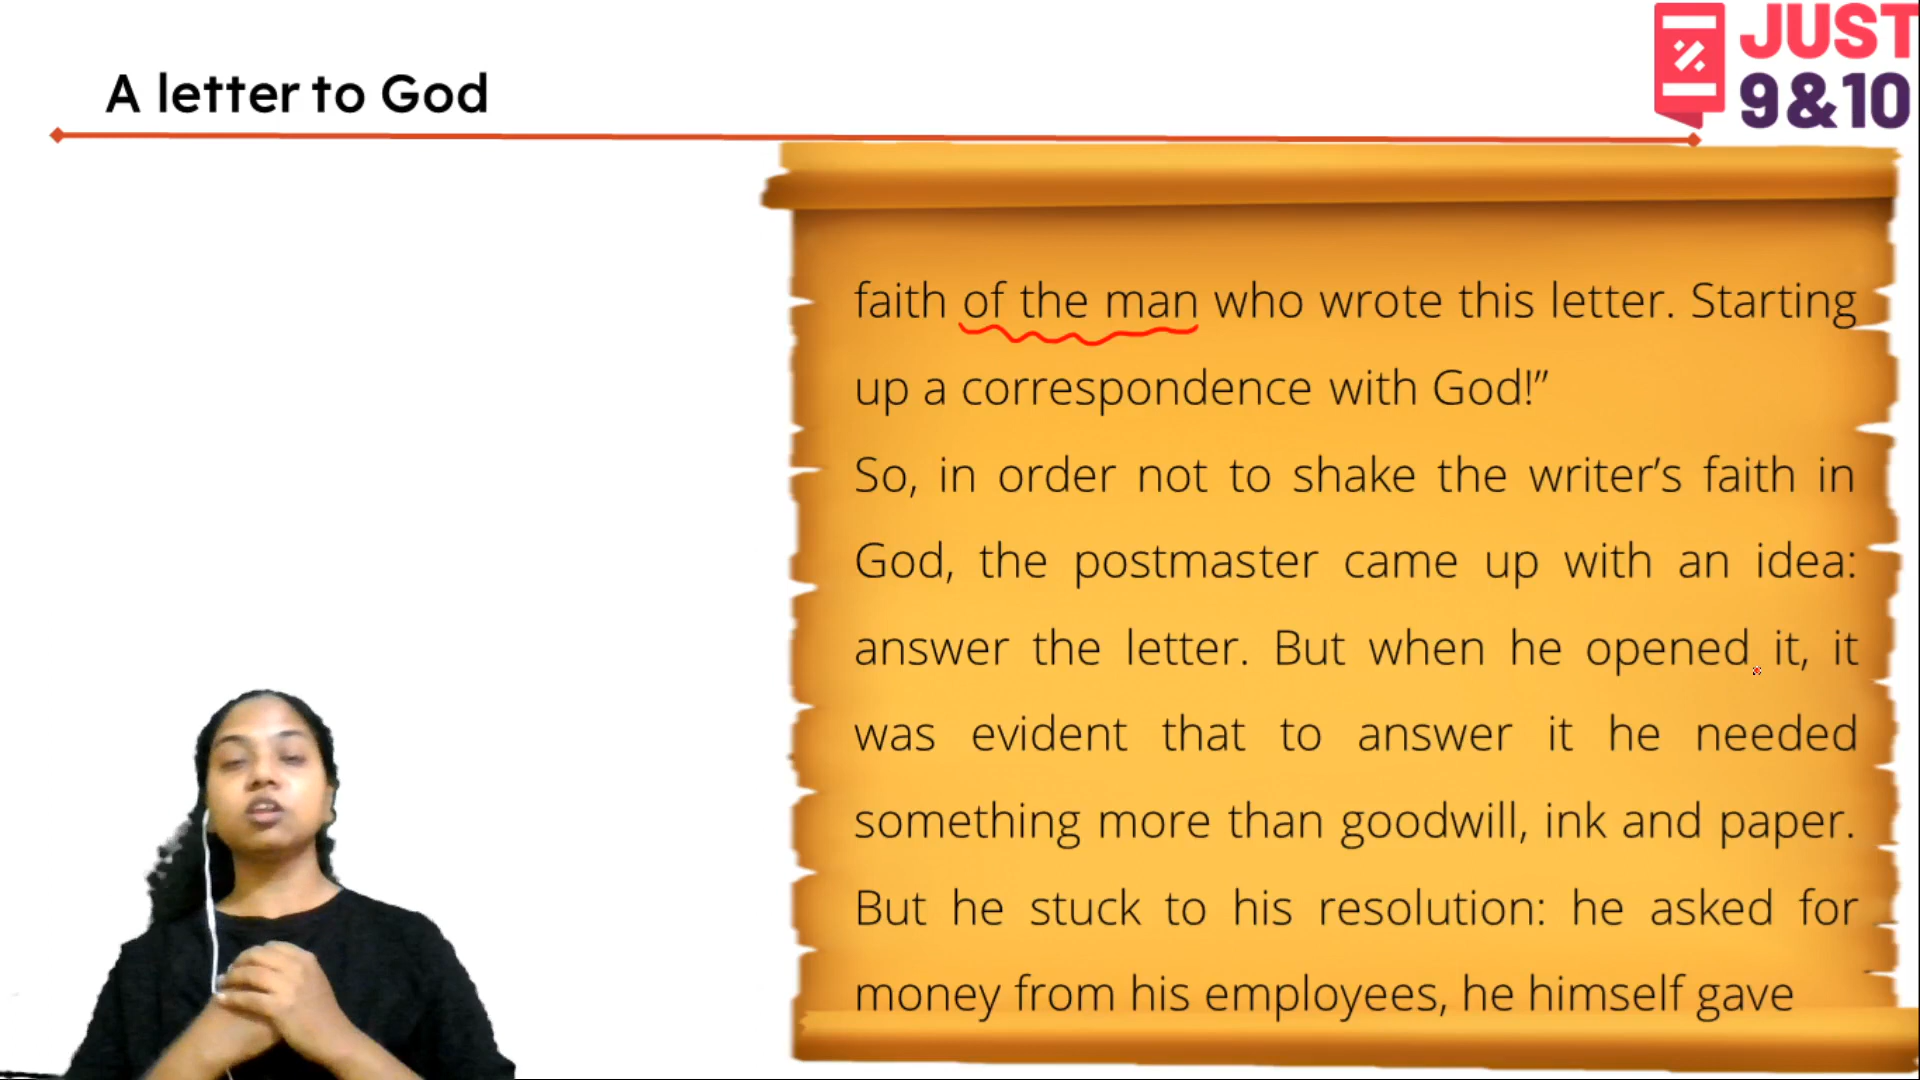 A letter to God
JUST
9&10
faith of the man who wrote this letter. Starting
up a correspondence with God!”
So, in order not to shake the writer’s faith in
God, the postmaster came up with an idea:
answer the letter. But when he opened it, it
was evident that to answer it he needed
something more than goodwill, ink and paper.
But he stuck to his resolution: he asked for
money from his employees, he himself gave